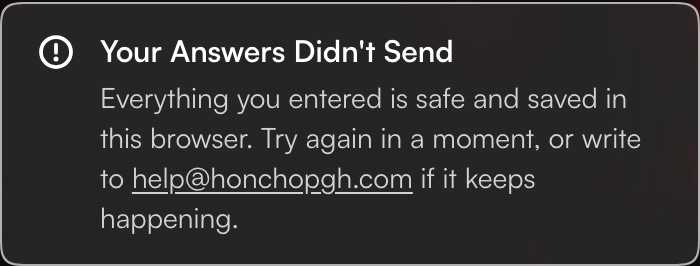 Your Answers Didn't Send
Everything you entered is safe and saved in
this browser. Try again in a moment, or write
to help@honchopgh.com if it keeps
happening.